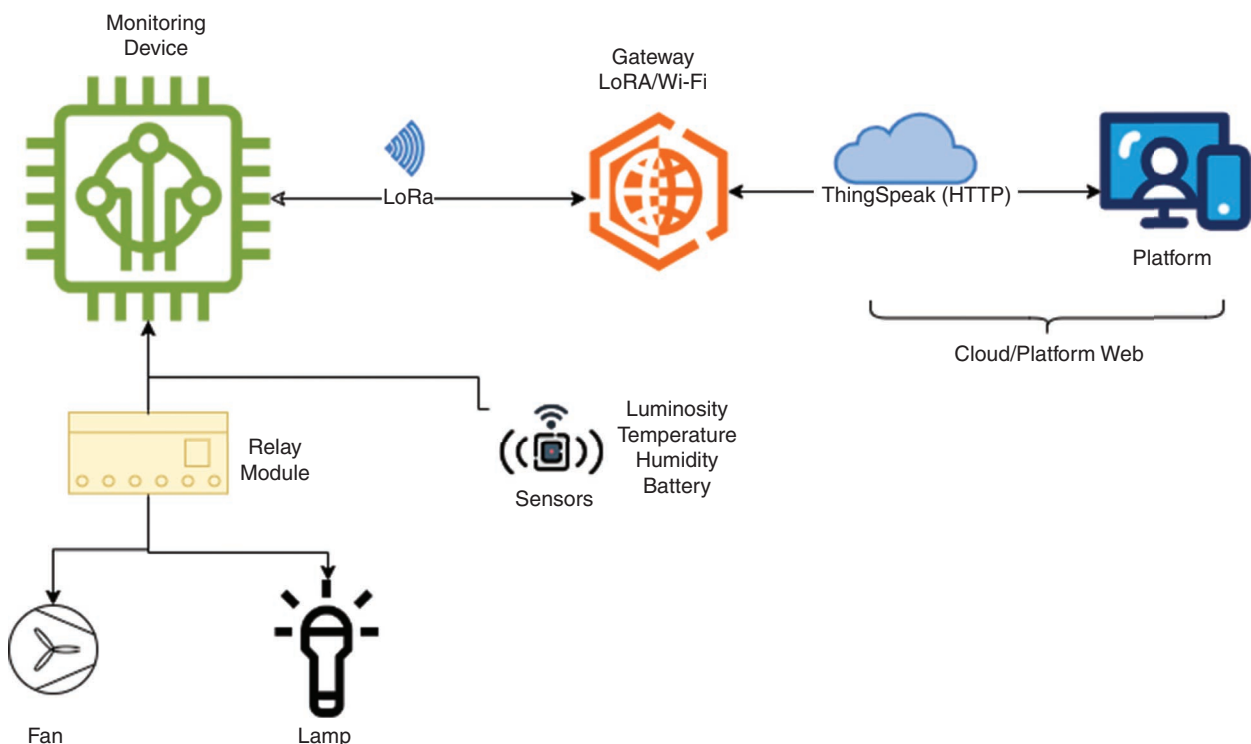 Monitoring
Device
Gateway
LoRA/Wi-Fi
LoRa
ThingSpeak (HTTP)
Platform
Cloud/Platform Web
Relay
Module
Luminosity
Temperature
Humidity
Battery
Sensors
Fan
Lamp